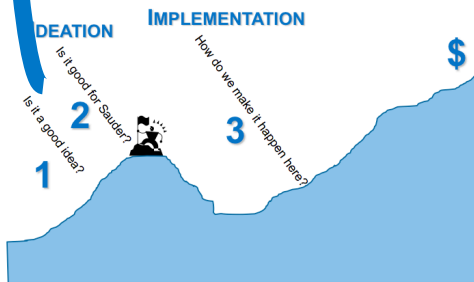 IDEATION
IMPLEMENTATION
$
Is it a good idea?
Is it good for Sauder?
How do we make it happen here?
1
2
3